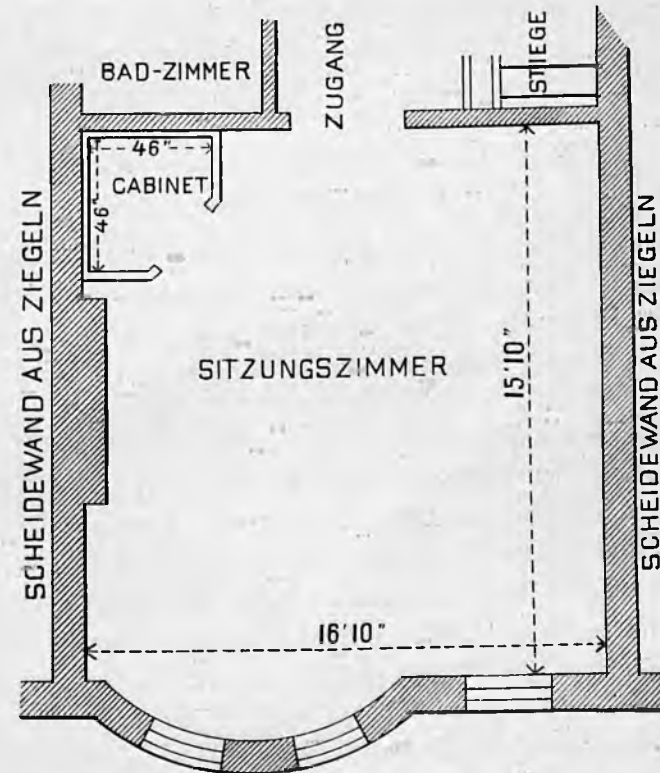 BAD-ZIMMER
ZUGANG
STIEGE
46"
CABINET
46"
SCHEIDEWAND AUS ZIEGELN
SITZUNGSZIMMER
15'10"
SCHEIDEWAND AUS ZIEGELN
16'10"